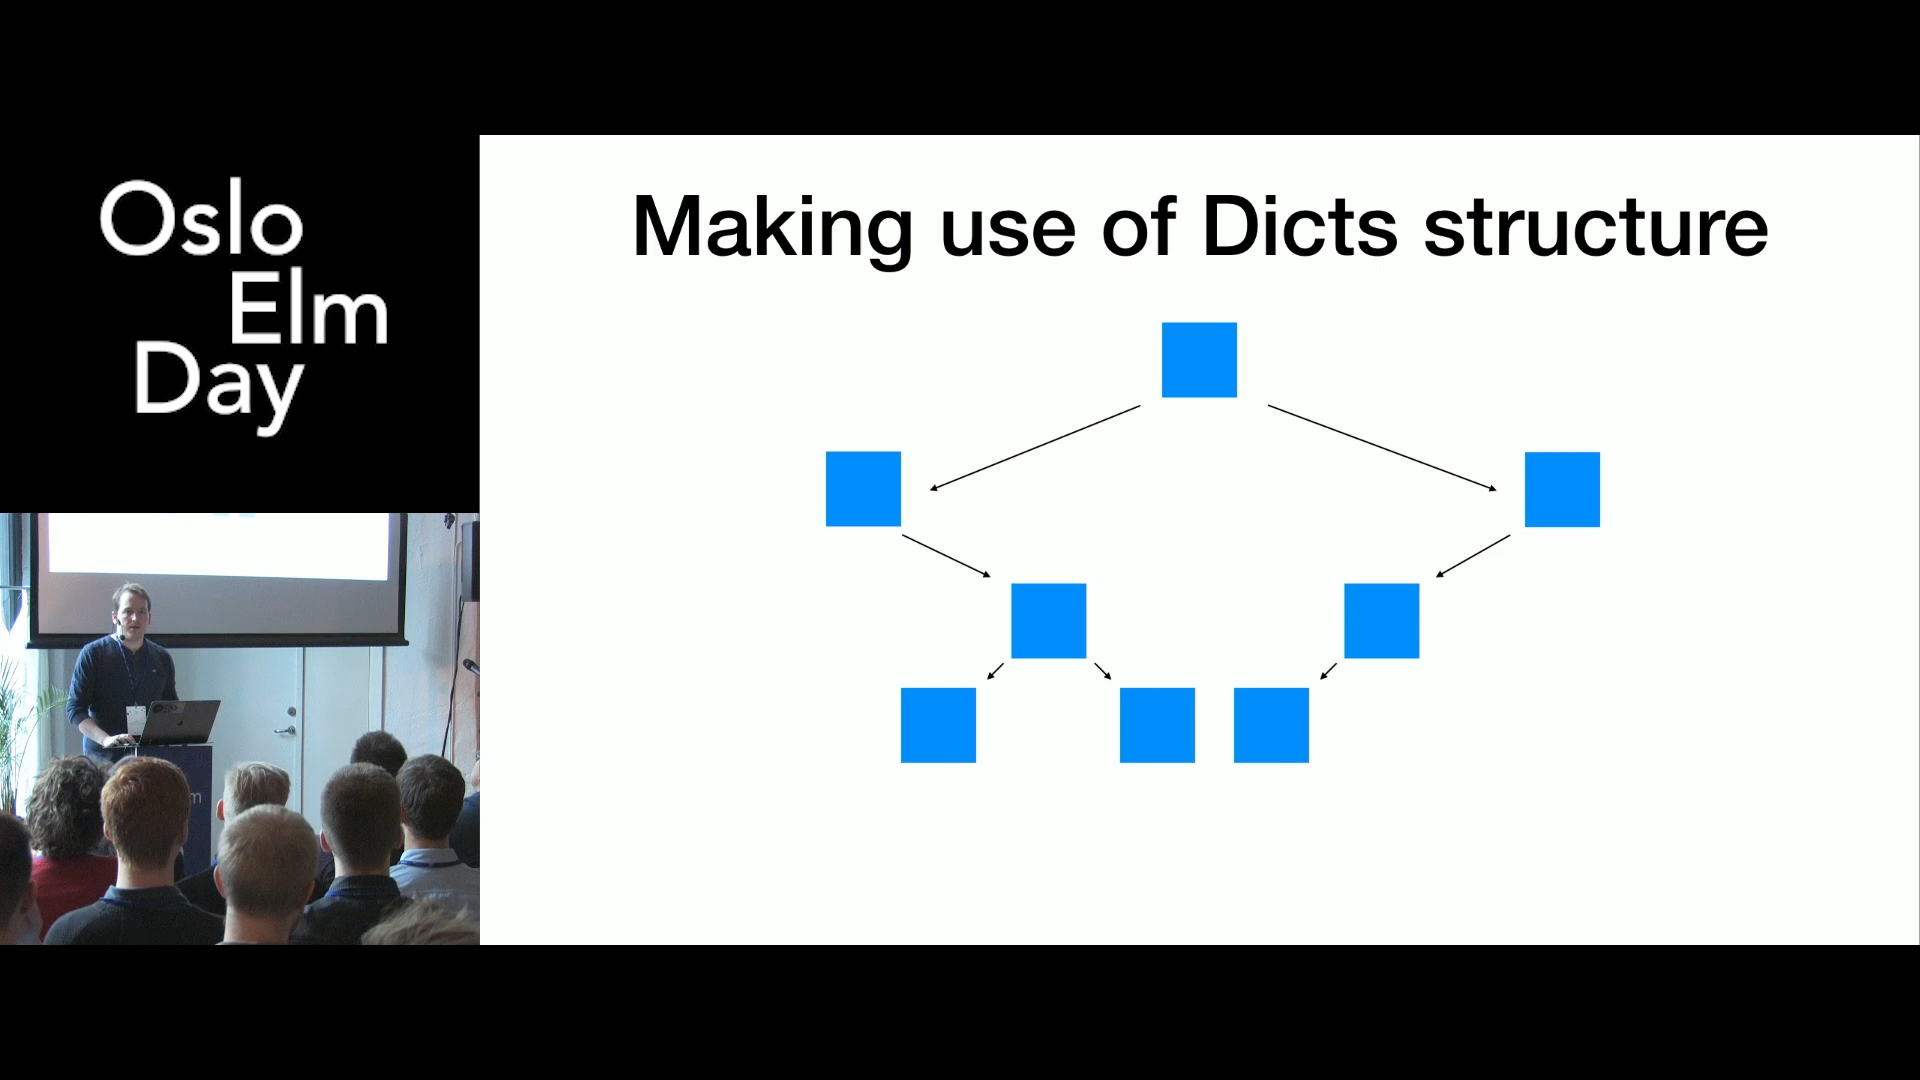 Oslo
Elm
Day
Making use of Dicts structure
m